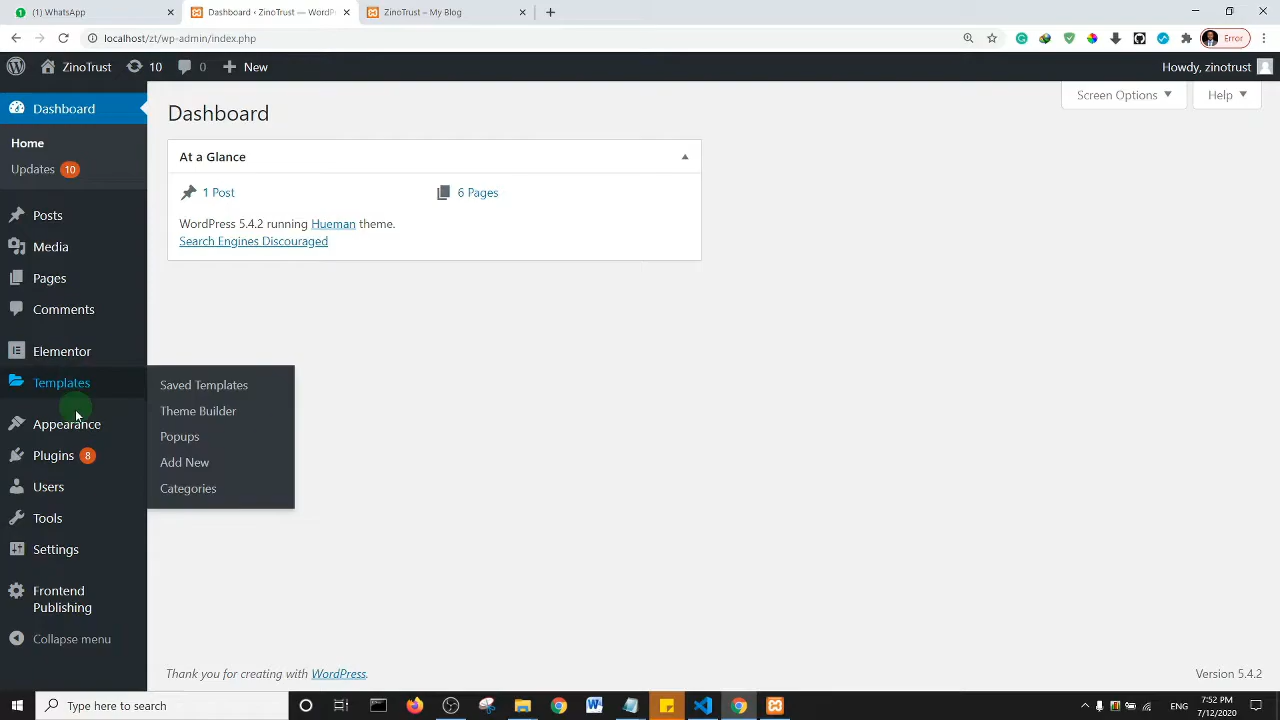 (1) WhatsApp
Dashboard ‹ ZinoTrust — WordPr
ZinoTrust – My Blog
localhost/zt/wp-admin/index.php
Error
ZinoTrust
10
0
New
Howdy, zinotrust
Dashboard
Home
Updates 10
Posts
Media
Pages
Comments
Elementor
Templates
Appearance
Plugins 8
Users
Tools
Settings
Frontend
Publishing
Collapse menu
Saved Templates
Theme Builder
Popups
Add New
Categories
Screen Options
Help
Dashboard
At a Glance
1 Post
6 Pages
WordPress 5.4.2 running Hueman theme.
Search Engines Discouraged
Thank you for creating with WordPress.
Version 5.4.2
Type here to search
ENG
7:52 PM
7/12/2020